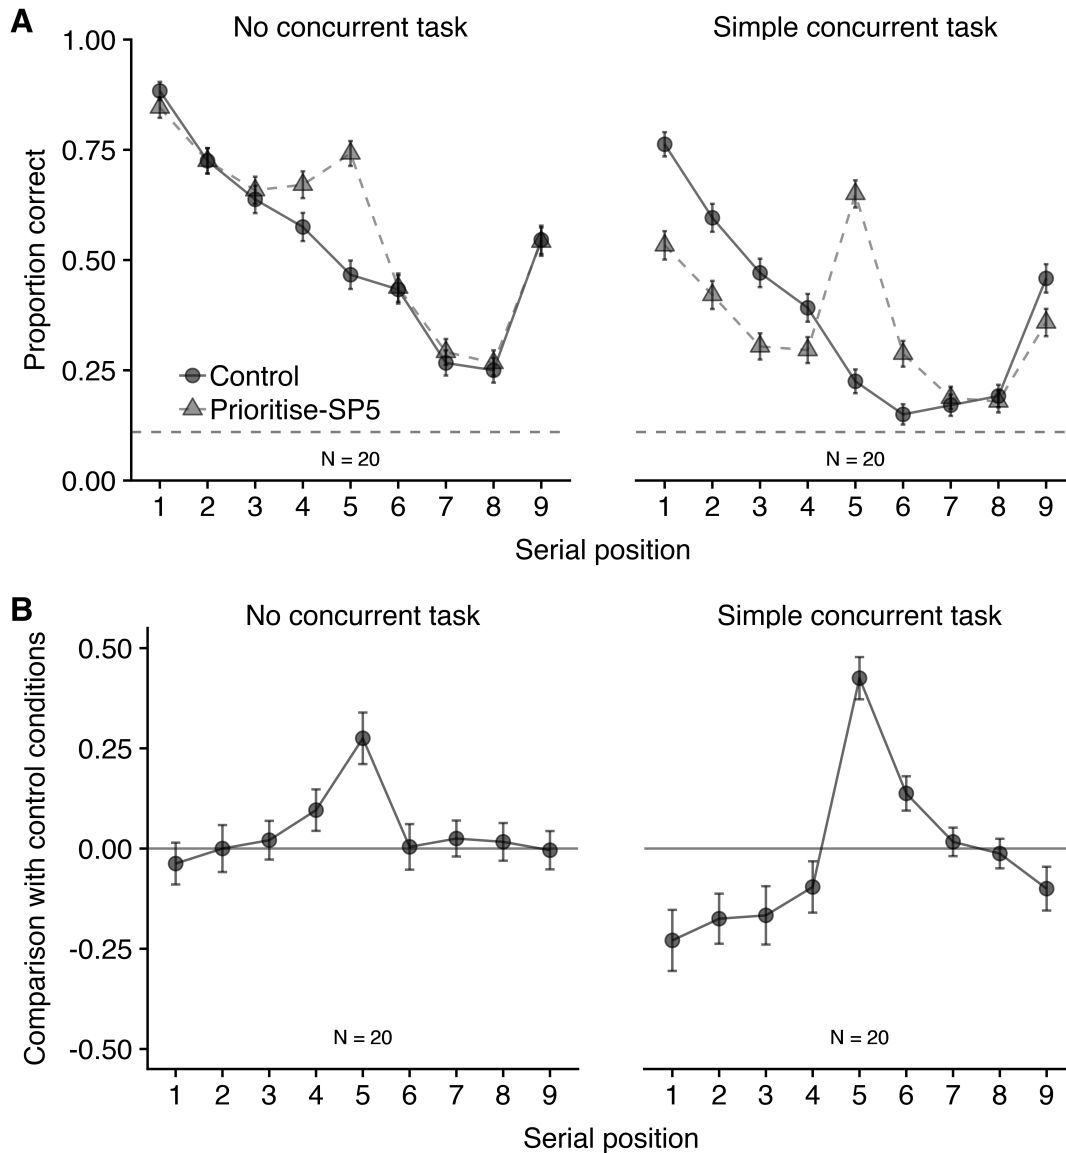 A
No concurrent task
Simple concurrent task
1.00
0.75
0.50
0.25
0.00
Proportion correct
Control
Prioritise-SP5
N = 20
N = 20
1 2 3 4 5 6 7 8 9
1 2 3 4 5 6 7 8 9
Serial position
B
No concurrent task
Simple concurrent task
0.50
0.25
0.00
-0.25
-0.50
Comparison with control conditions
N = 20
N = 20
1 2 3 4 5 6 7 8 9
1 2 3 4 5 6 7 8 9
Serial position